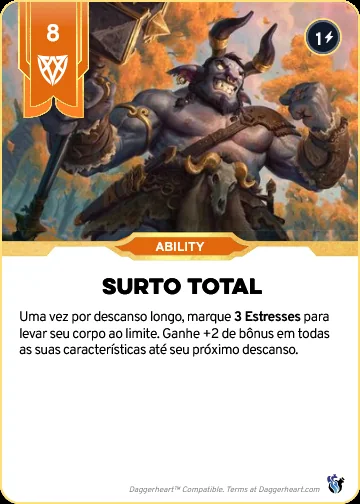 8
1
ABILITY
SURTO TOTAL
Uma vez por descanso longo, marque 3 Estresses para
levar seu corpo ao limite. Ganhe +2 de bônus em todas
as suas características até seu próximo descanso.
Daggerheart™ Compatible. Terms at Daggerheart.com